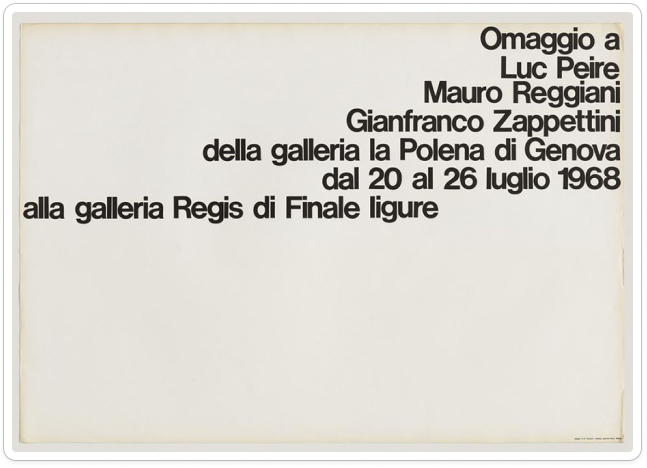 Omaggio a
Luc Peire
Mauro Reggiani
Gianfranco Zappettini
della galleria la Polena di Genova
dal 20 al 26 luglio 1968
alla galleria Regis di Finale ligure